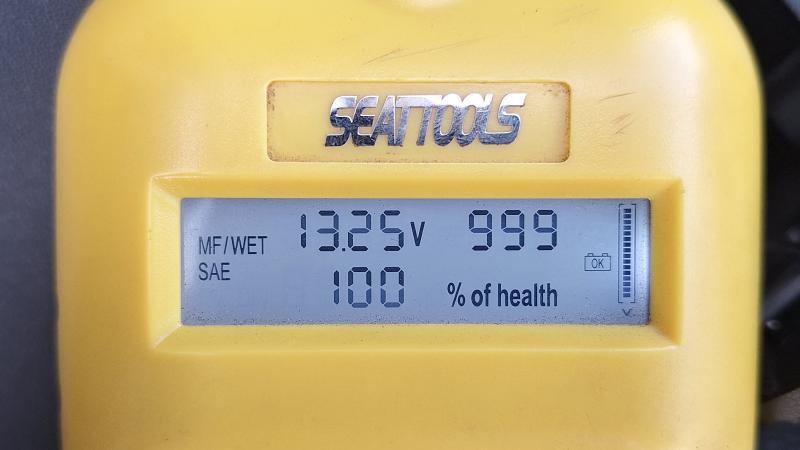 SEATTOOLS
MF/WET 13.25V 999
SAE 100 % of health
OK
V